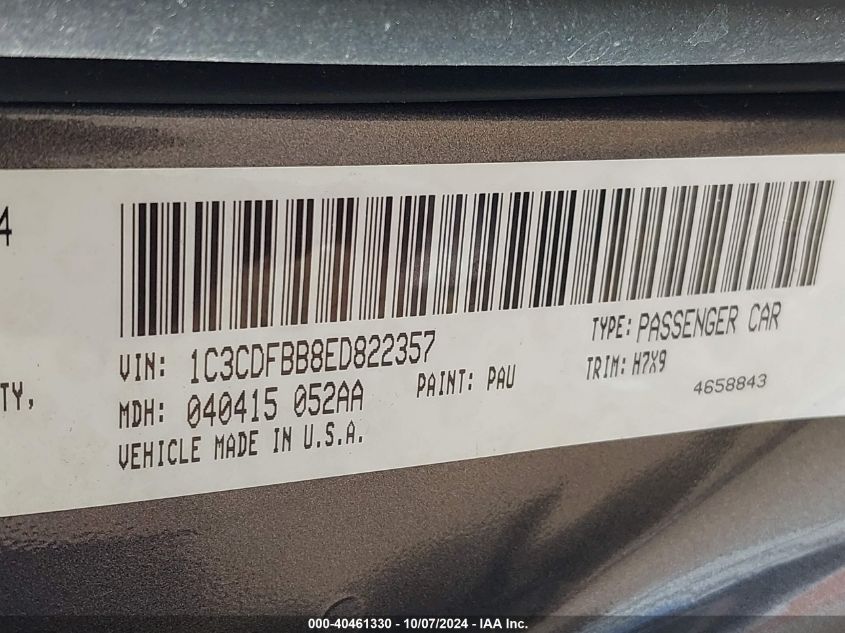 4
TY,
VIN: 1C3CDFBB8ED822357
TYPE: PASSENGER CAR
MDH: 040415 052AA
PAINT: PAU
TRIM: H7X9
VEHICLE MADE IN U.S.A.
4658843
000-40461330 - 10/07/2024 - IAA Inc.